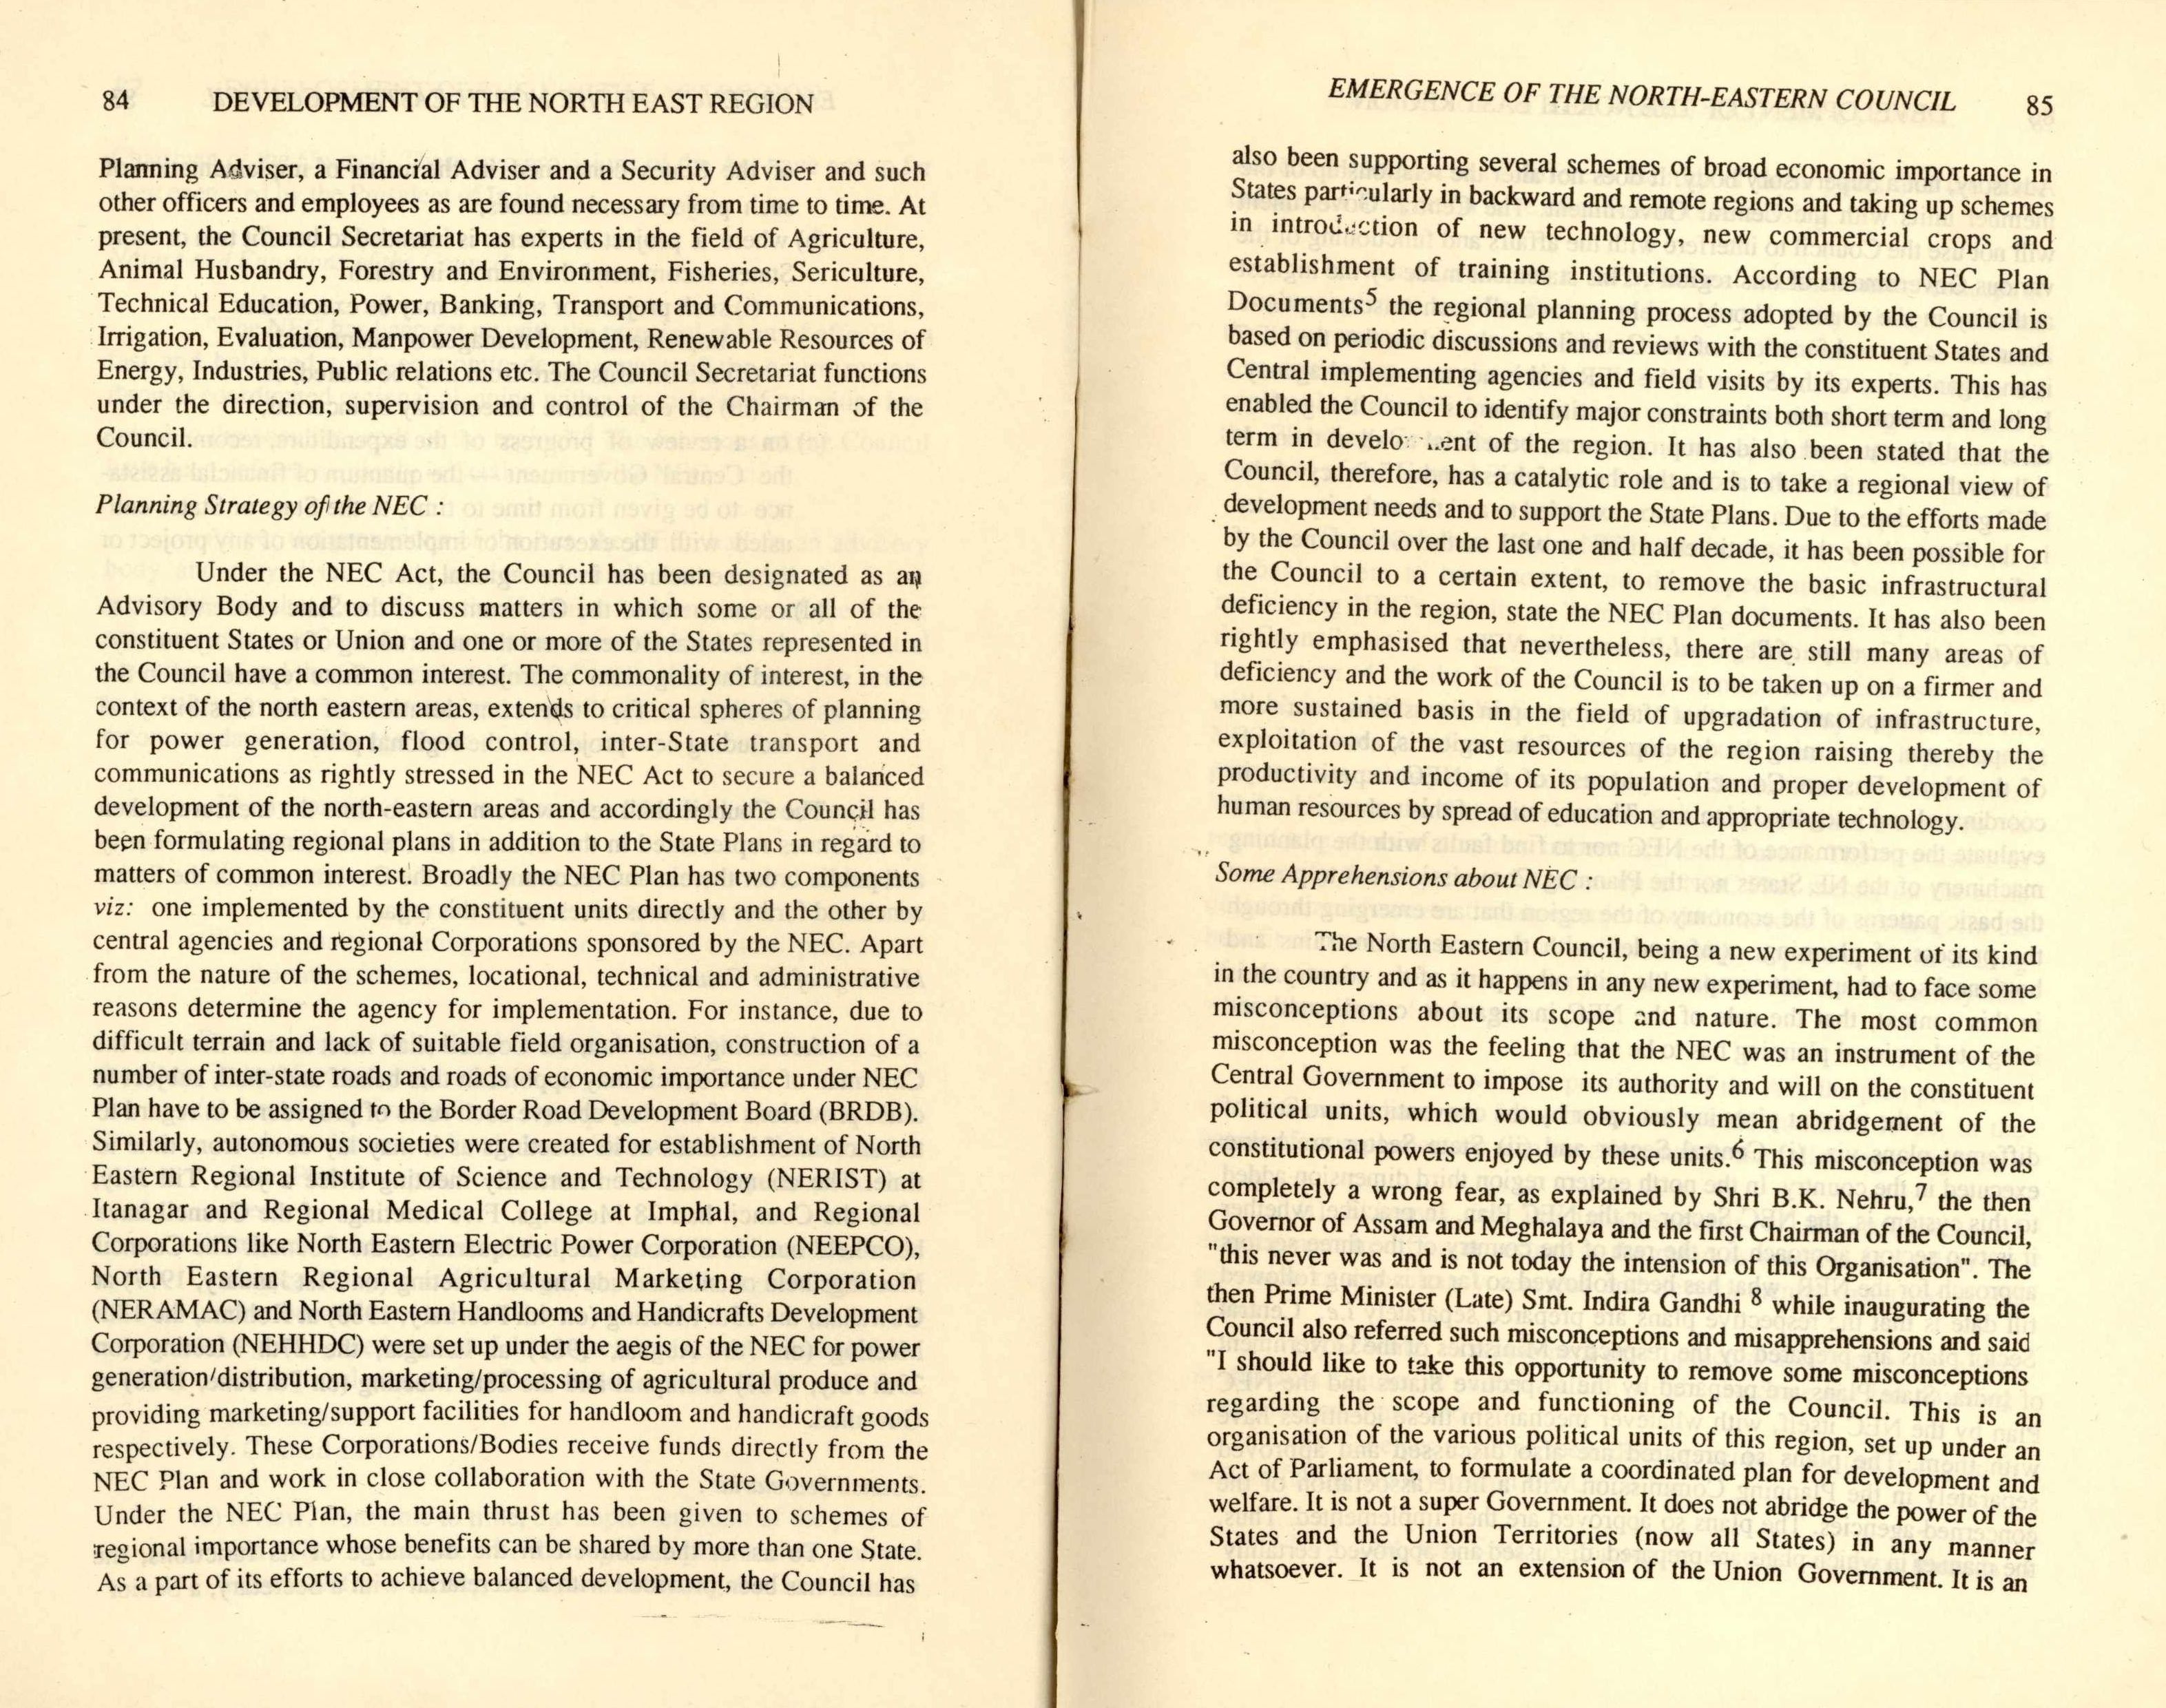 84 DEVELOPMENT OF THE NORTH EAST REGION
Planning Adviser, a Financial Adviser and a Security Adviser and such
other officers and employees as are found necessary from time to time. At
present, the Council Secretariat has experts in the field of Agriculture,
Animal Husbandry, Forestry and Environment, Fisheries, Sericulture,
Technical Education, Power, Banking, Transport and Communications,
Irrigation, Evaluation, Manpower Development, Renewable Resources of
Energy, Industries, Public relations etc. The Council Secretariat functions
under the direction, supervision and control of the Chairman of the
Council.
Planning Strategy of the NEC :
Under the NEC Act, the Council has been designated as an
Advisory Body and to discuss matters in which some or all of the
constituent States or Union and one or more of the States represented in
the Council have a common interest. The commonality of interest, in the
context of the north eastern areas, extends to critical spheres of planning
for power generation, flood control, inter-State transport and
communications as rightly stressed in the NEC Act to secure a balanced
development of the north-eastern areas and accordingly the Council has
been formulating regional plans in addition to the State Plans in regard to
matters of common interest. Broadly the NEC Plan has two components
viz: one implemented by the constituent units directly and the other by
central agencies and regional Corporations sponsored by the NEC. Apart
from the nature of the schemes, locational, technical and administrative
reasons determine the agency for implementation. For instance, due to
difficult terrain and lack of suitable field organisation, construction of a
number of inter-state roads and roads of economic importance under NEC
Plan have to be assigned to the Border Road Development Board (BRDB).
Similarly, autonomous societies were created for establishment of North
Eastern Regional Institute of Science and Technology (NERIST) at
Itanagar and Regional Medical College at Imphal, and Regional
Corporations like North Eastern Electric Power Corporation (NEEPCO),
North Eastern Regional Agricultural Marketing Corporation
(NERAMAC) and North Eastern Handlooms and Handicrafts Development
Corporation (NEHHDC) were set up under the aegis of the NEC for power
generation/distribution, marketing/processing of agricultural produce and
providing marketing/support facilities for handloom and handicraft goods
respectively. These Corporations/Bodies receive funds directly from the
NEC Plan and work in close collaboration with the State Governments.
Under the NEC Plan, the main thrust has been given to schemes of
regional importance whose benefits can be shared by more than one State.
As a part of its efforts to achieve balanced development, the Council has
EMERGENCE OF THE NORTH-EASTERN COUNCIL 85
also been supporting several schemes of broad economic importance in
States particularly in backward and remote regions and taking up schemes
in introduction of new technology, new commercial crops and
establishment of training institutions. According to NEC Plan
Documents5 the regional planning process adopted by the Council is
based on periodic discussions and reviews with the constituent States and
Central implementing agencies and field visits by its experts. This has
enabled the Council to identify major constraints both short term and long
term in development of the region. It has also been stated that the
Council, therefore, has a catalytic role and is to take a regional view of
development needs and to support the State Plans. Due to the efforts made
by the Council over the last one and half decade, it has been possible for
the Council to a certain extent, to remove the basic infrastructural
deficiency in the region, state the NEC Plan documents. It has also been
rightly emphasised that nevertheless, there are still many areas of
deficiency and the work of the Council is to be taken up on a firmer and
more sustained basis in the field of upgradation of infrastructure,
exploitation of the vast resources of the region raising thereby the
productivity and income of its population and proper development of
human resources by spread of education and appropriate technology.
Some Apprehensions about NEC :
The North Eastern Council, being a new experiment of its kind
in the country and as it happens in any new experiment, had to face some
misconceptions about its scope and nature. The most common
misconception was the feeling that the NEC was an instrument of the
Central Government to impose its authority and will on the constituent
political units, which would obviously mean abridgement of the
constitutional powers enjoyed by these units.6 This misconception was
completely a wrong fear, as explained by Shri B.K. Nehru,7 the then
Governor of Assam and Meghalaya and the first Chairman of the Council,
"this never was and is not today the intension of this Organisation". The
then Prime Minister (Late) Smt. Indira Gandhi 8 while inaugurating the
Council also referred such misconceptions and misapprehensions and said
"I should like to take this opportunity to remove some misconceptions
regarding the scope and functioning of the Council. This is an
organisation of the various political units of this region, set up under an
Act of Parliament, to formulate a coordinated plan for development and
welfare. It is not a super Government. It does not abridge the power of the
States and the Union Territories (now all States) in any manner
whatsoever. It is not an extension of the Union Government. It is an